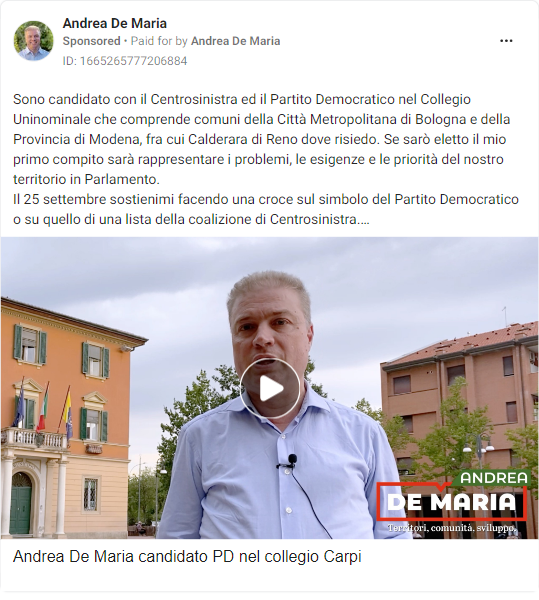 Andrea De Maria
Sponsored • Paid for by Andrea De Maria
ID: 1665265777206884
Sono candidato con il Centrosinistra ed il Partito Democratico nel Collegio
Uninominale che comprende comuni della Città Metropolitana di Bologna e della
Provincia di Modena, fra cui Calderara di Reno dove risiedo. Se sarò eletto il mio
primo compito sarà rappresentare i problemi, le esigenze e le priorità del nostro
territorio in Parlamento.
Il 25 settembre sostienimi facendo una croce sul simbolo del Partito Democratico
o su quello di una lista della coalizione di Centrosinistra....
ANDREA
DE MARIA
Territori, comunità, sviluppo.
Andrea De Maria candidato PD nel collegio Carpi